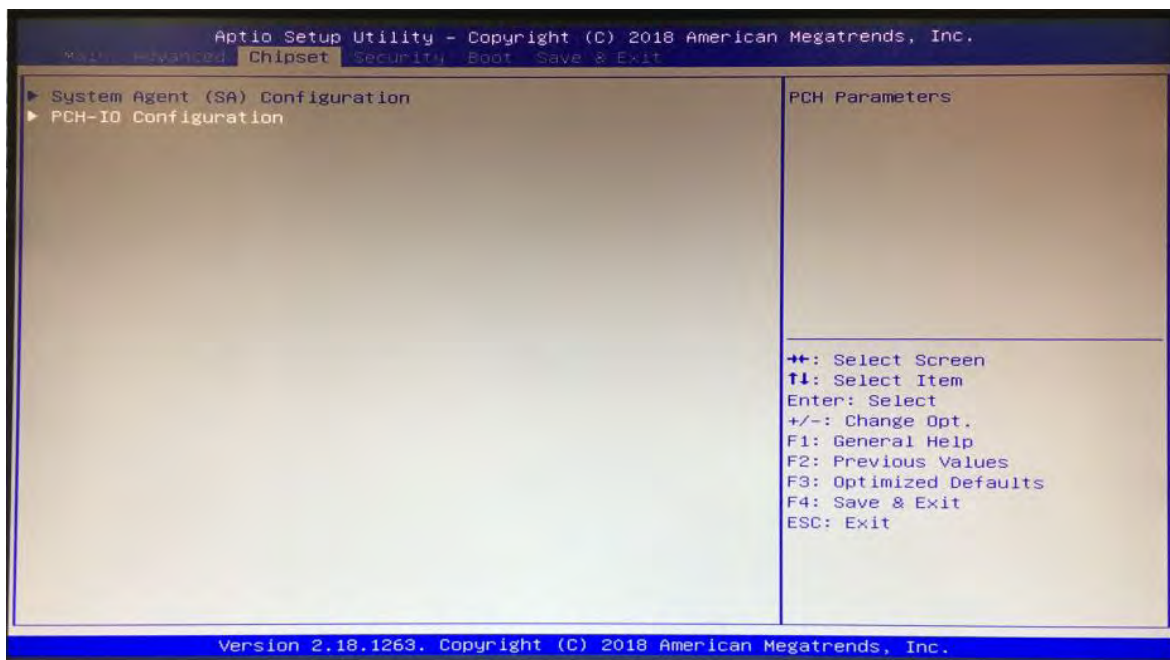 Aptio Setup Utility – Copyright (C) 2018 American Megatrends, Inc.
Main Advanced Chipset Security Boot Save & Exit
► System Agent (SA) Configuration
► PCH-IO Configuration
PCH Parameters
→←: Select Screen
↑↓: Select Item
Enter: Select
+/-: Change Opt.
F1: General Help
F2: Previous Values
F3: Optimized Defaults
F4: Save & Exit
ESC: Exit
Version 2.18.1263. Copyright (C) 2018 American Megatrends, Inc.